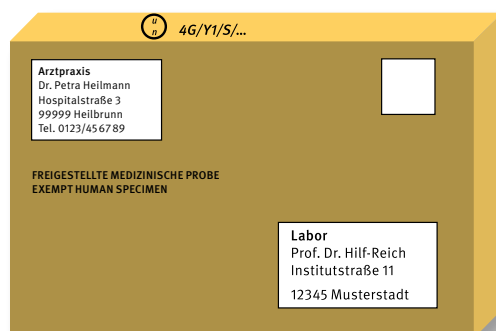 un 4G/Y1/S/...
Arztpraxis
Dr. Petra Heilmann
Hospitalstraße 3
99999 Heilbrunn
Tel. 0123/456789
FREIGESTELLTE MEDIZINISCHE PROBE
EXEMPT HUMAN SPECIMEN
Labor
Prof. Dr. Hilf-Reich
Institutstraße 11
12345 Musterstadt